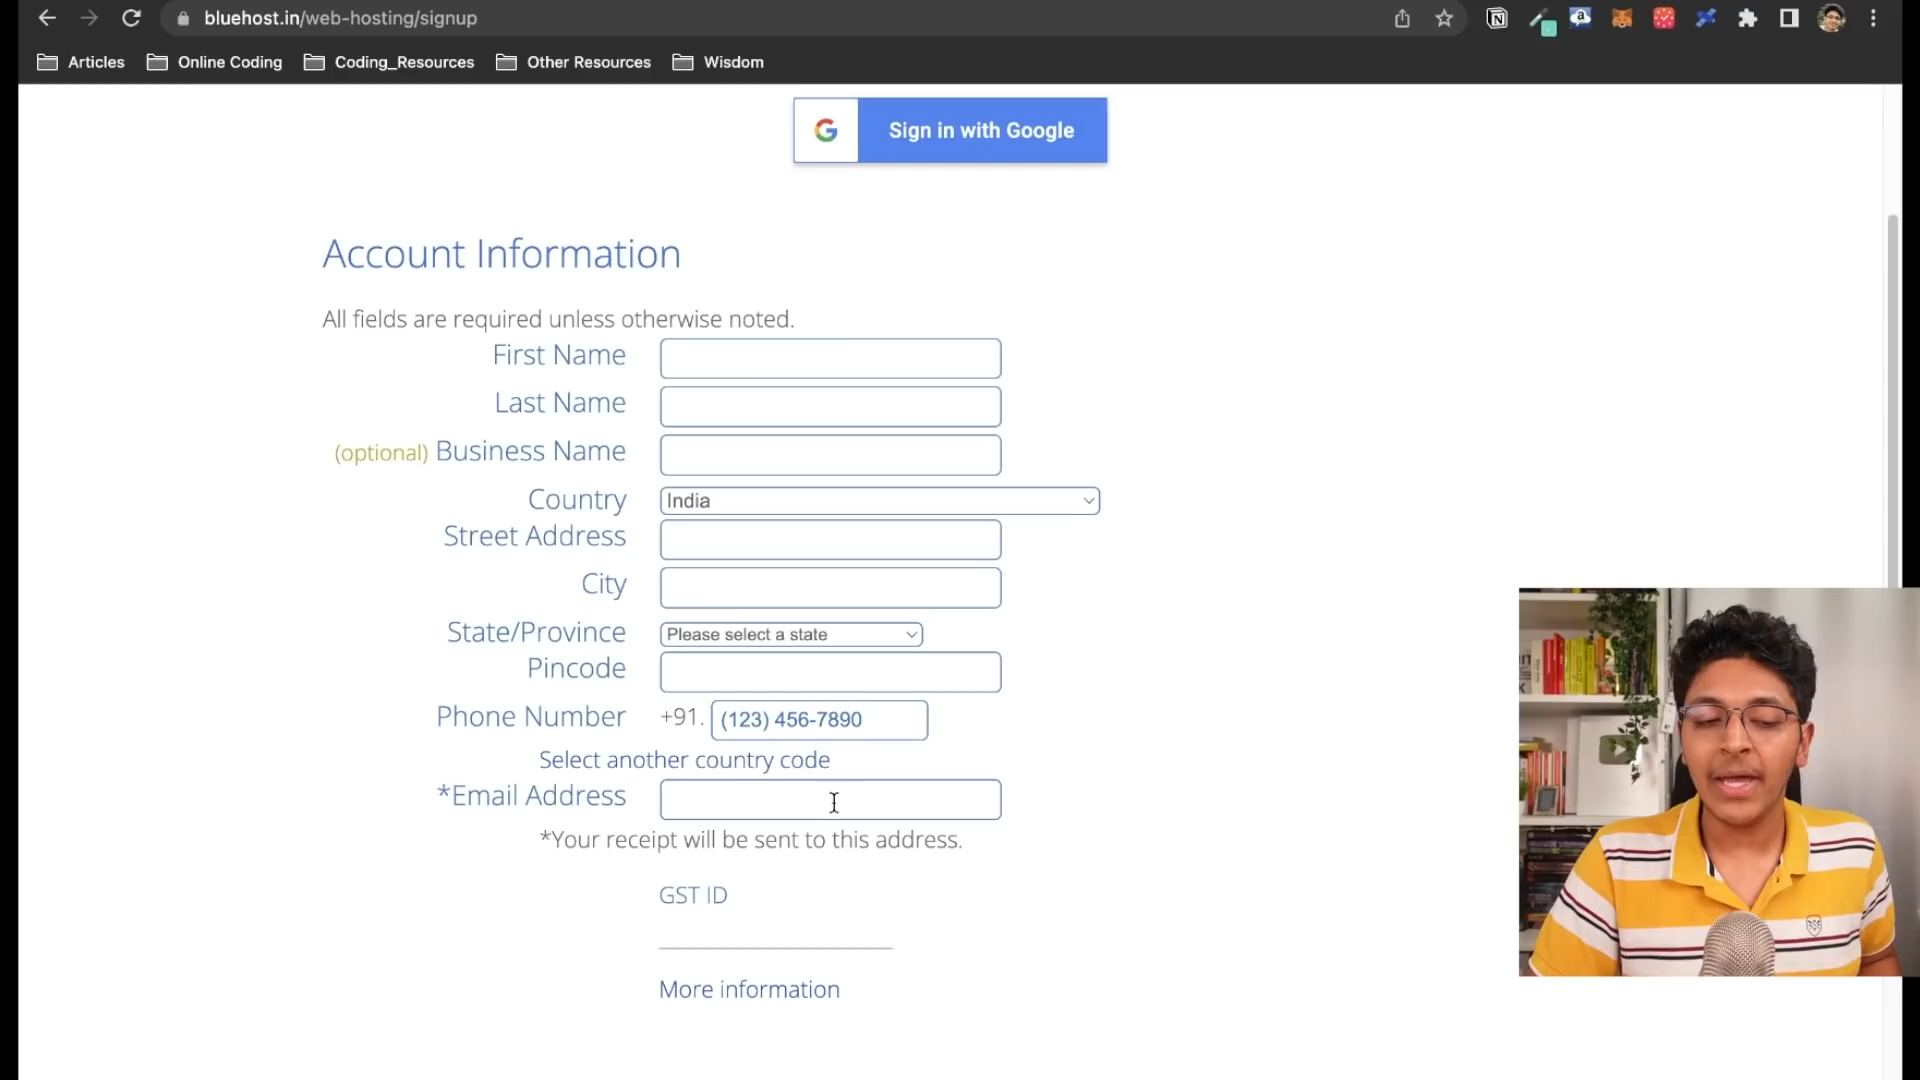 bluehost.in/web-hosting/signup
Articles
Online Coding
Coding_Resources
Other Resources
Wisdom
Sign in with Google
Account Information
All fields are required unless otherwise noted.
First Name
Last Name
(optional) Business Name
Country India
Street Address
City
State/Province Please select a state
Pincode
Phone Number +91. (123) 456-7890
Select another country code
*Email Address
*Your receipt will be sent to this address.
GST ID
More information